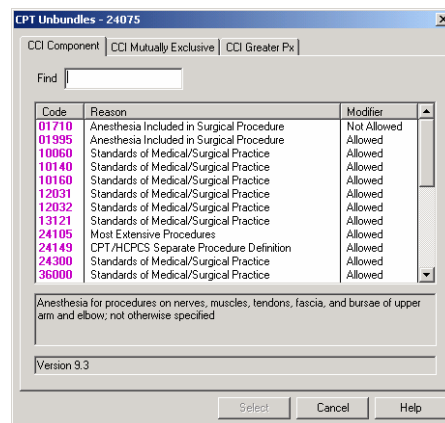 CPT Unbundles - 24075
CCI Component CCI Mutually Exclusive CCI Greater Px
Find
Code Reason Modifier
01710 Anesthesia Included in Surgical Procedure Not Allowed
01995 Anesthesia Included in Surgical Procedure Allowed
10060 Standards of Medical/Surgical Practice Allowed
10140 Standards of Medical/Surgical Practice Allowed
10160 Standards of Medical/Surgical Practice Allowed
12031 Standards of Medical/Surgical Practice Allowed
12032 Standards of Medical/Surgical Practice Allowed
13121 Standards of Medical/Surgical Practice Allowed
24105 Most Extensive Procedures Allowed
24149 CPT/HCPCS Separate Procedure Definition Allowed
24300 Standards of Medical/Surgical Practice Allowed
36000 Standards of Medical/Surgical Practice Allowed
Anesthesia for procedures on nerves, muscles, tendons, fascia, and bursae of upper
arm and elbow; not otherwise specified
Version 9.3
Select Cancel Help